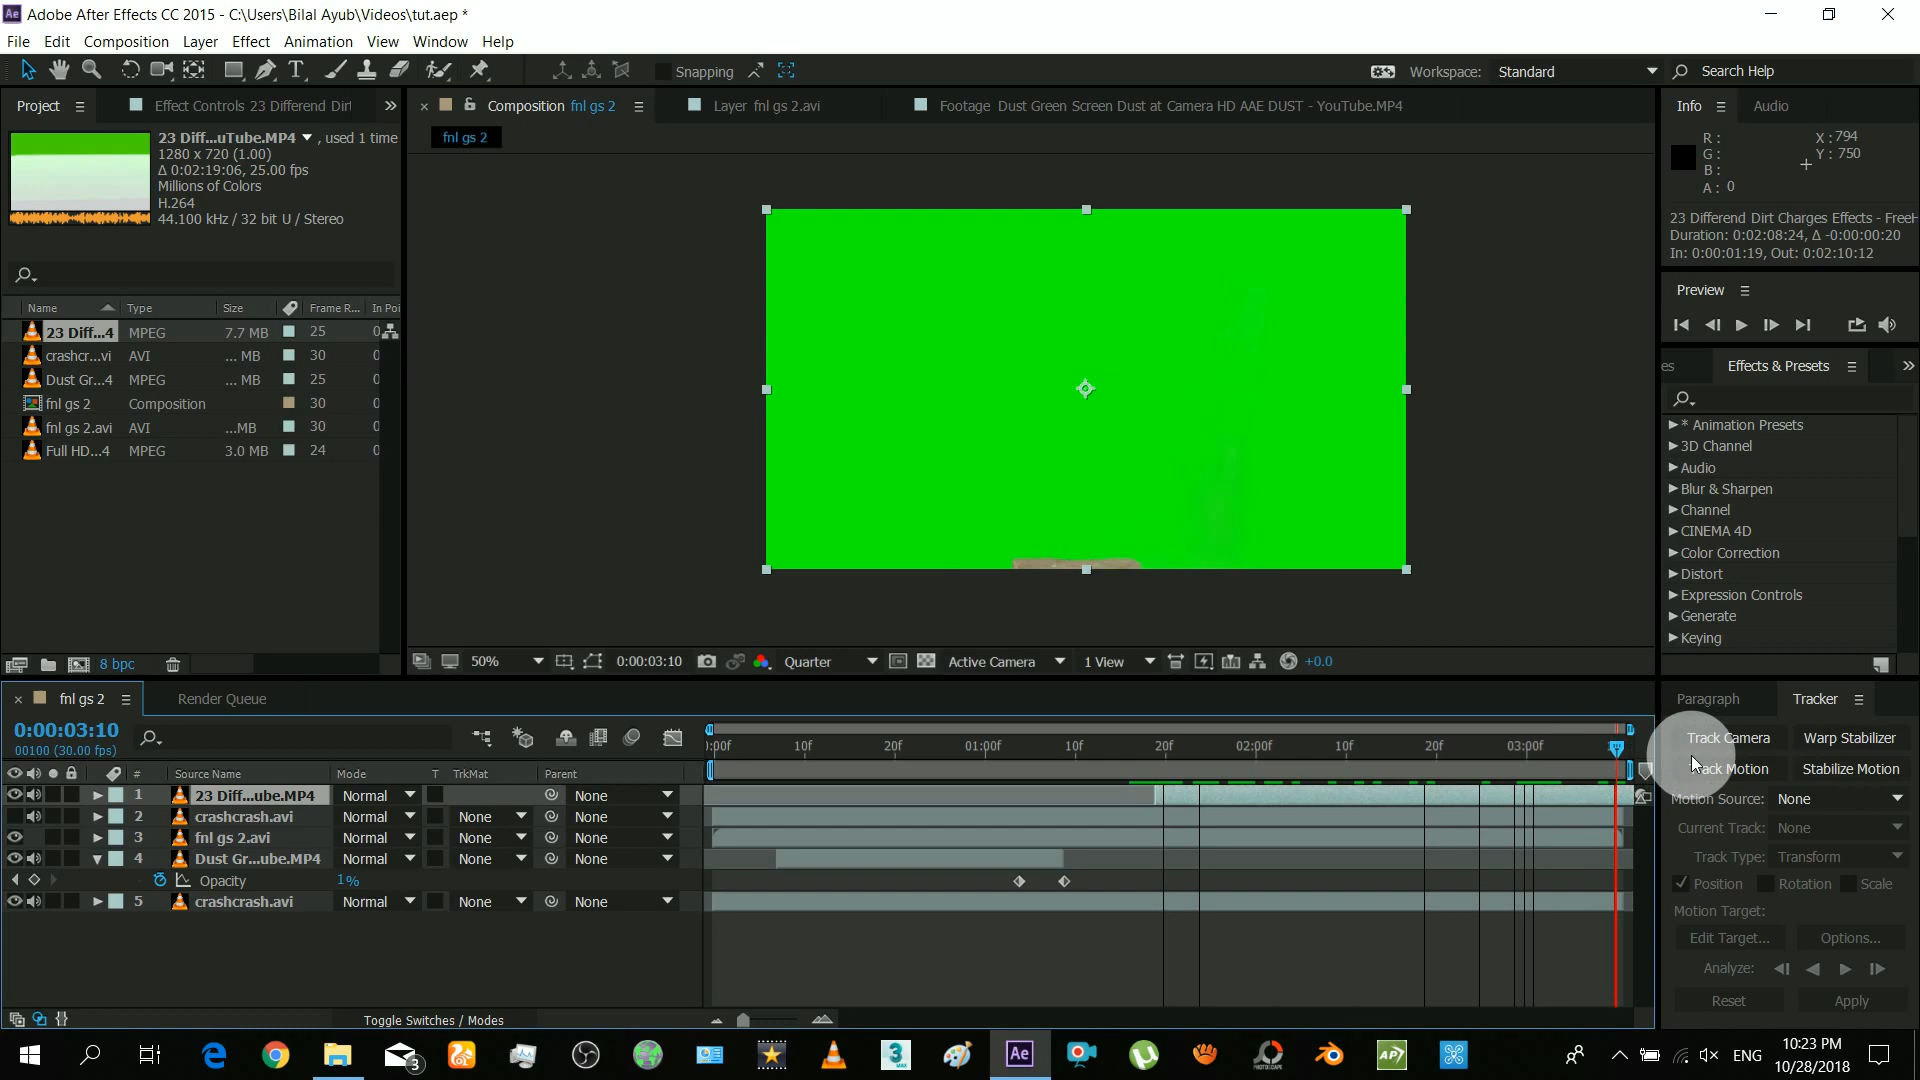 Adobe After Effects CC 2015 - C:\Users\Bilal Ayub\Videos\tut.aep *
File Edit Composition Layer Effect Animation View Window Help
Snapping
Workspace: Standard
Search Help
Project
Effect Controls 23 Differend Dirt
Composition fnl gs 2
Layer fnl gs 2.avi
Footage Dust Green Screen Dust at Camera HD AAE DUST - YouTube.MP4
Info Audio
fnl gs 2
23 Diff...uTube.MP4 , used 1 time
1280 x 720 (1.00)
Δ 0:02:19:06, 25.00 fps
Millions of Colors
H.264
44.100 kHz / 32 bit U / Stereo
R :
G :
B :
A : 0
X : 794
Y : 750
23 Differend Dirt Charges Effects - FreeH
Duration: 0:02:08:24, Δ -0:00:00:20
In: 0:00:01:19, Out: 0:02:10:12
Preview
Name Type Size Frame R... In Poi
23 Diff...4 MPEG 7.7 MB 25 0
crashcr...vi AVI ... MB 30 0
Dust Gr...4 MPEG ... MB 25 0
fnl gs 2 Composition 30 0
fnl gs 2.avi AVI ...MB 30 0
Full HD...4 MPEG 3.0 MB 24 0
es
Effects & Presets
* Animation Presets
3D Channel
Audio
Blur & Sharpen
Channel
CINEMA 4D
Color Correction
Distort
Expression Controls
Generate
Keying
8 bpc
50% 0:00:03:10 Quarter Active Camera 1 View +0.0
fnl gs 2
Render Queue
0:00:03:10
00100 (30.00 fps)
):00f 10f 20f 01:00f 10f 20f 02:00f 10f 20f 03:00f
# Source Name Mode T TrkMat Parent
1 23 Diff...ube.MP4 Normal None
2 crashcrash.avi Normal None None
3 fnl gs 2.avi Normal None None
4 Dust Gr...ube.MP4 Normal None None
Opacity 1%
5 crashcrash.avi Normal None None
Toggle Switches / Modes
Paragraph Tracker
Track Camera Warp Stabilizer
ack Motion Stabilize Motion
Motion Source: None
Current Track: None
Track Type: Transform
Position Rotation Scale
Motion Target:
Edit Target... Options...
Analyze:
Reset Apply
3
3
MAX
Ae
PHOTOSCAPE
AP
ENG
10:23 PM
10/28/2018